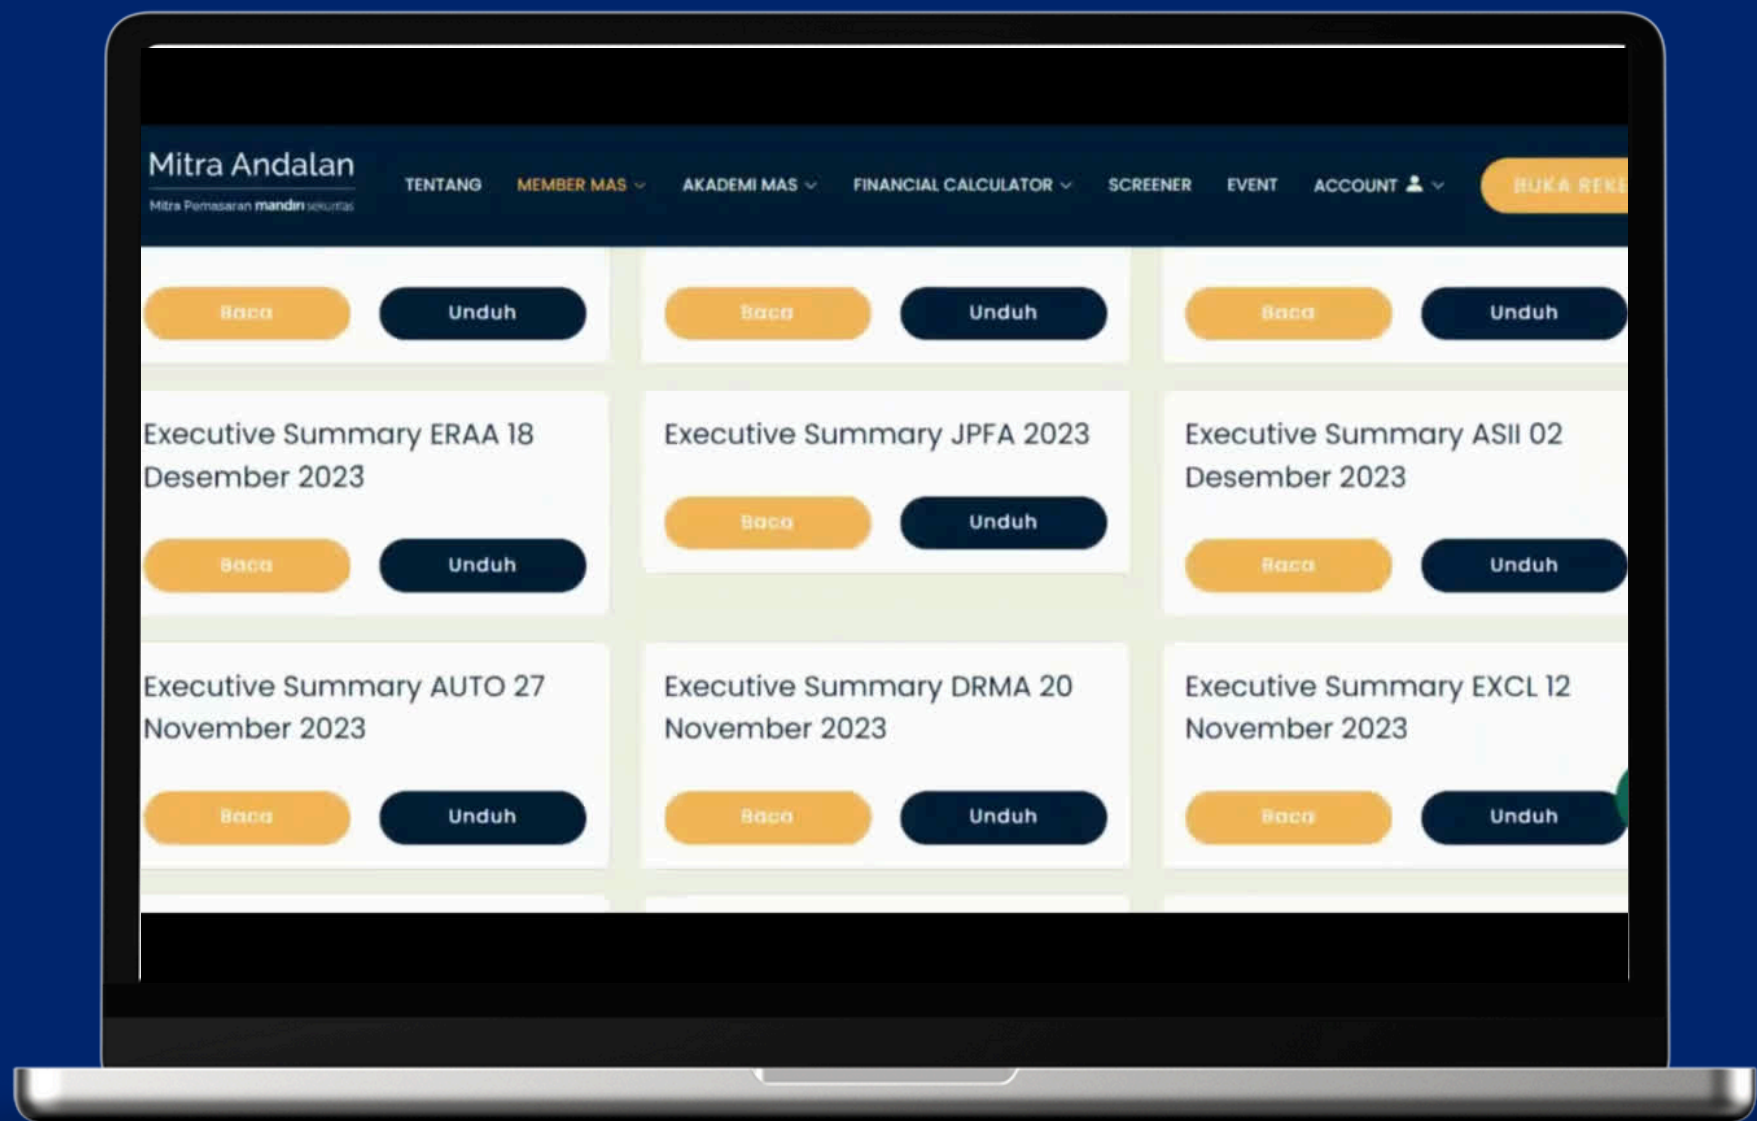 Mitra Andalan
Mitra Pemasaran mandiri sekuritas
TENTANG MEMBER MAS AKADEMI MAS FINANCIAL CALCULATOR SCREENER EVENT ACCOUNT BUKA REKE
Baca Unduh Baca Unduh Baca Unduh
Executive Summary ERAA 18
Desember 2023
Baca Unduh
Executive Summary JPFA 2023
Baca Unduh
Executive Summary ASII 02
Desember 2023
Baca Unduh
Executive Summary AUTO 27
November 2023
Baca Unduh
Executive Summary DRMA 20
November 2023
Baca Unduh
Executive Summary EXCL 12
November 2023
Baca Unduh